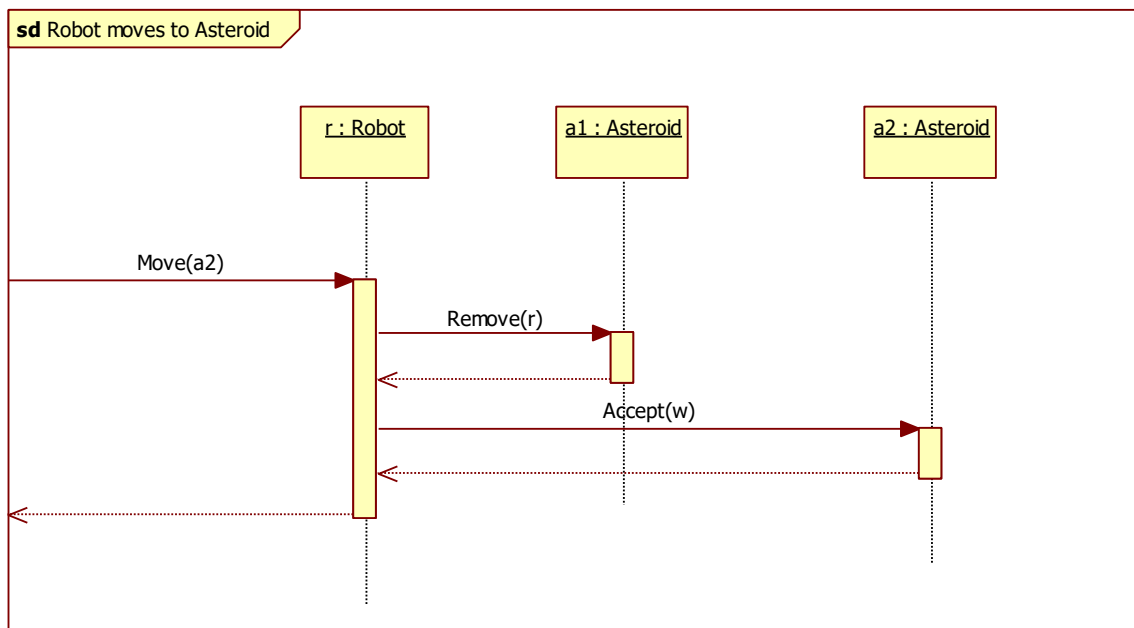 sd Robot moves to Asteroid
r : Robot
a1 : Asteroid
a2 : Asteroid
Move(a2)
Remove(r)
Accept(w)